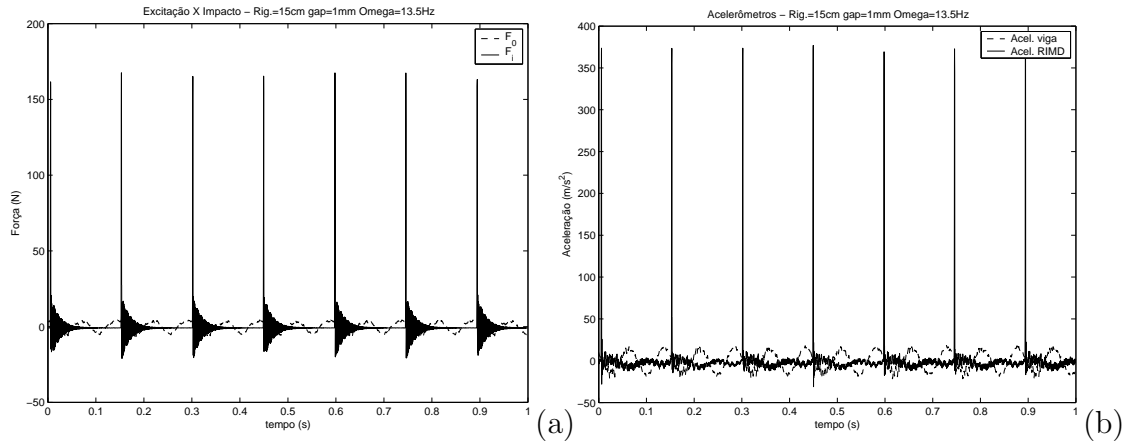 Excitação X Impacto − Rig.=15cm gap=1mm Omega=13.5Hz
200
150
100
50
0
−50
Força (N)
F_0
F_i
0 0.1 0.2 0.3 0.4 0.5 0.6 0.7 0.8 0.9 1
tempo (s)
(a)
Acelerômetros − Rig.=15cm gap=1mm Omega=13.5Hz
400
350
300
250
200
150
100
50
0
−50
Aceleração (m/s²)
Acel. viga
Acel. RIMD
0 0.1 0.2 0.3 0.4 0.5 0.6 0.7 0.8 0.9 1
tempo (s)
(b)